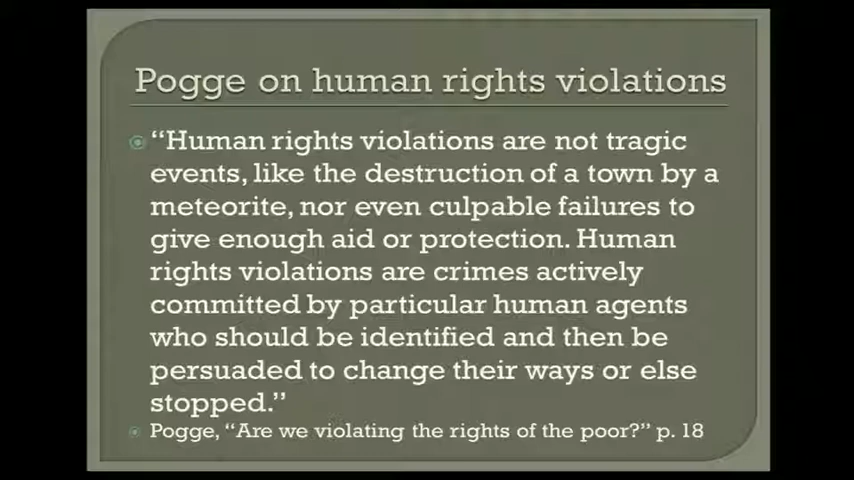 Pogge on human rights violations
“Human rights violations are not tragic
events, like the destruction of a town by a
meteorite, nor even culpable failures to
give enough aid or protection. Human
rights violations are crimes actively
committed by particular human agents
who should be identified and then be
persuaded to change their ways or else
stopped.”
Pogge, “Are we violating the rights of the poor?” p. 18